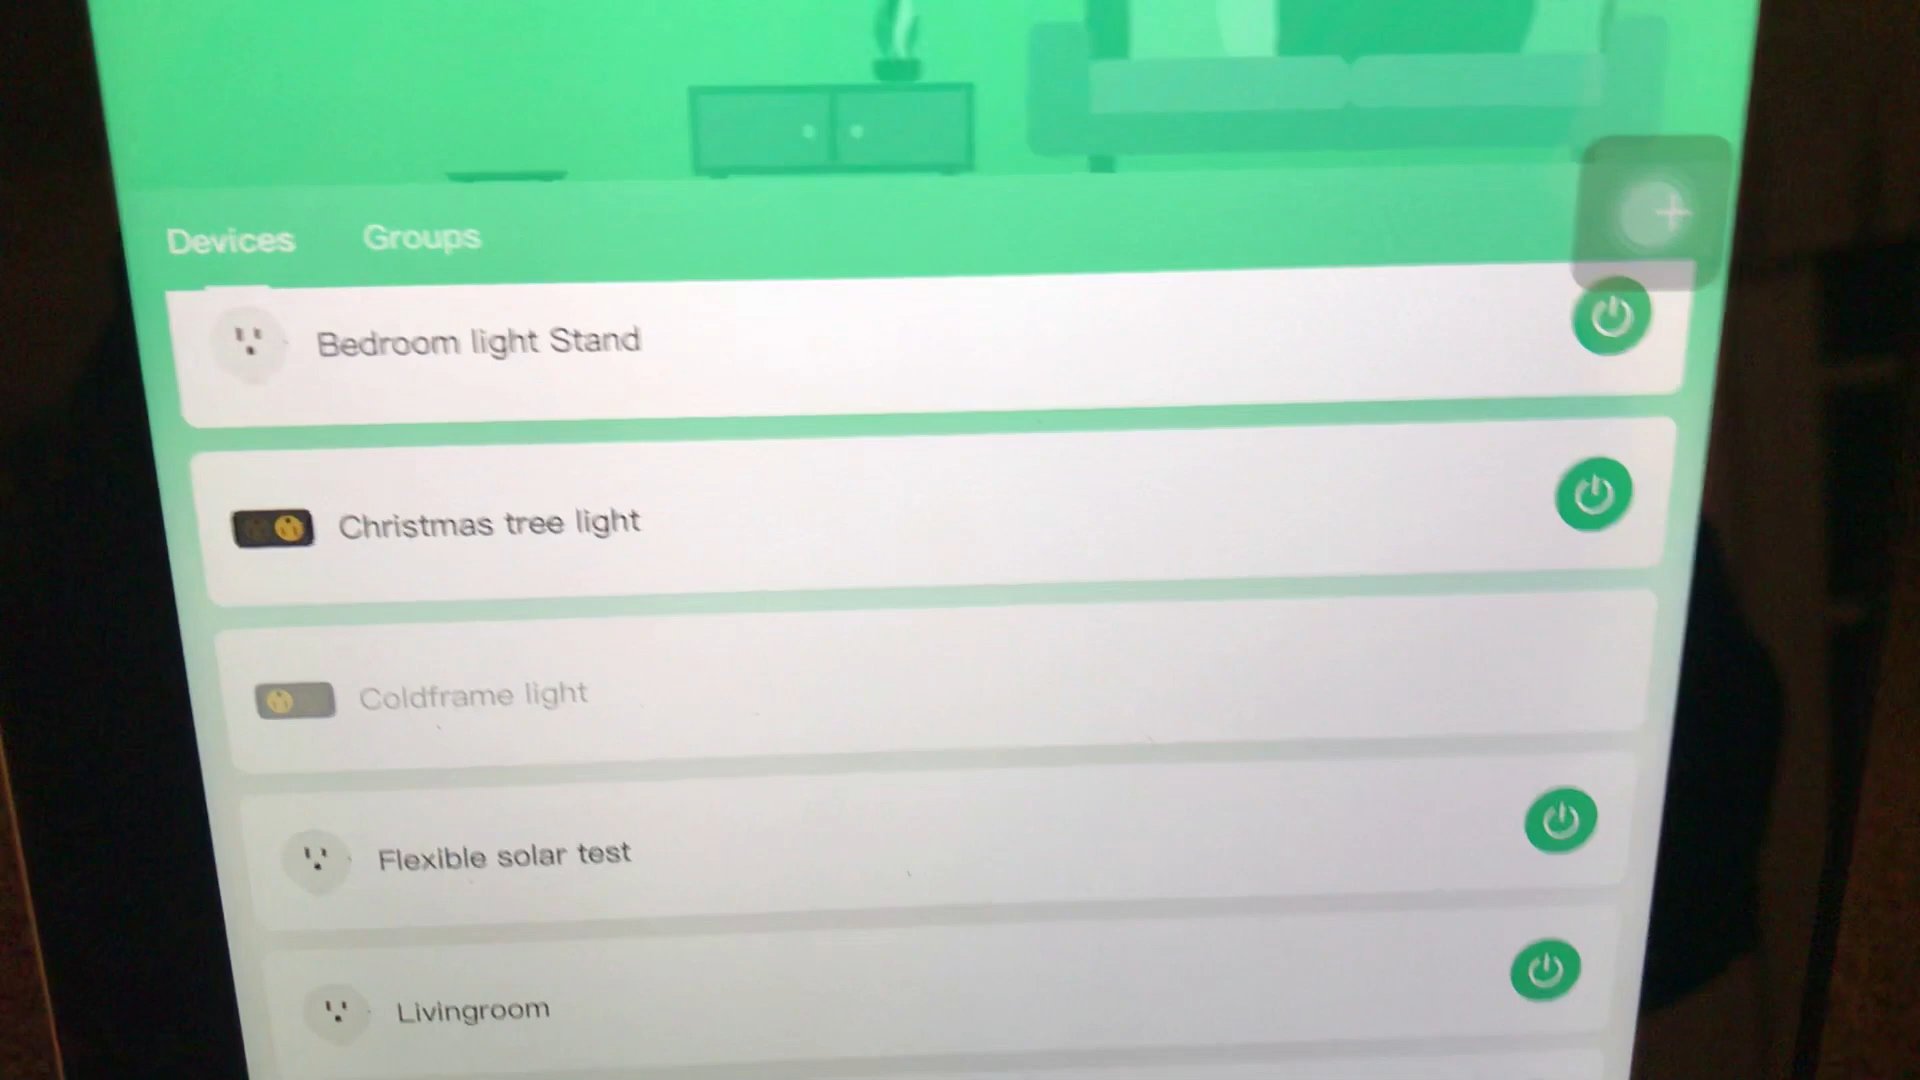 Devices
Groups
Bedroom light Stand
Christmas tree light
Coldframe light
Flexible solar test
Livingroom